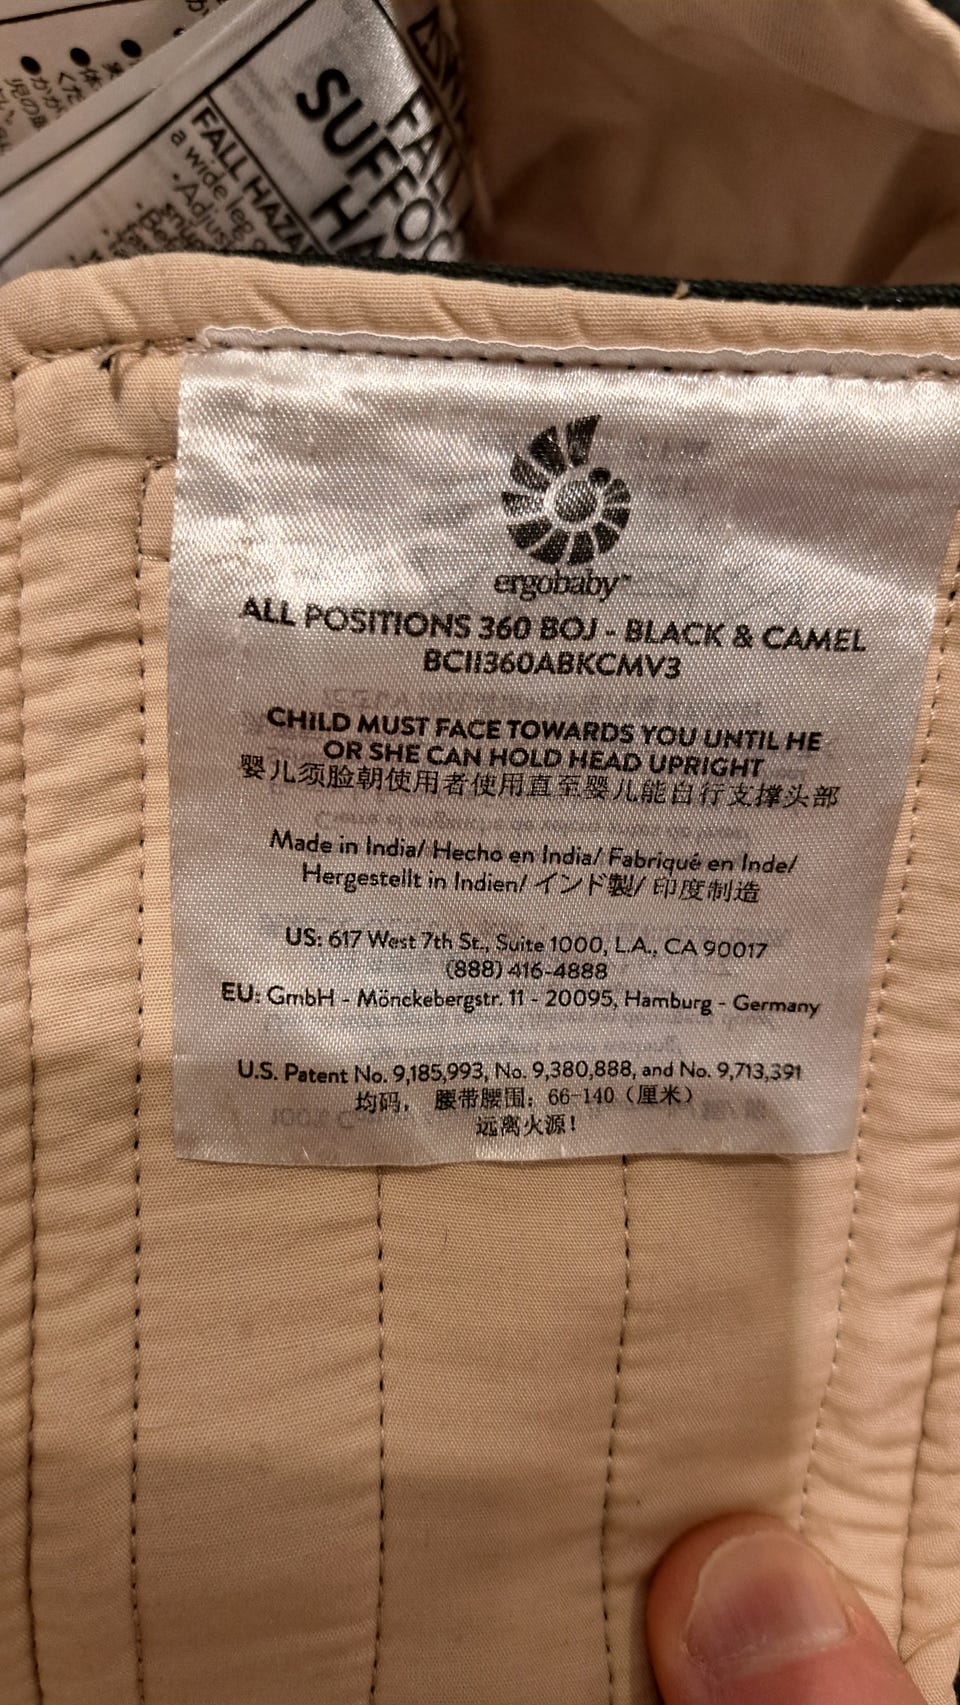 FALL
SUFFOC
HA
FALL HAZA
a wide leg o
•Adjus
snug
ergobaby™
ALL POSITIONS 360 BOJ - BLACK & CAMEL
BCII360ABKCMV3
CHILD MUST FACE TOWARDS YOU UNTIL HE
OR SHE CAN HOLD HEAD UPRIGHT
婴儿须脸朝使用者使用直至婴儿能自行支撑头部
Made in India/ Hecho en India/ Fabriqué en Inde/
Hergestellt in Indien/ インド製/ 印度制造
US: 617 West 7th St., Suite 1000, L.A., CA 90017
(888) 416-4888
EU: GmbH - Mönckebergstr. 11 - 20095, Hamburg - Germany
U.S. Patent No. 9,185,993, No. 9,380,888, and No. 9,713,391
均码， 腰带腰围：66-140（厘米）
远离火源！